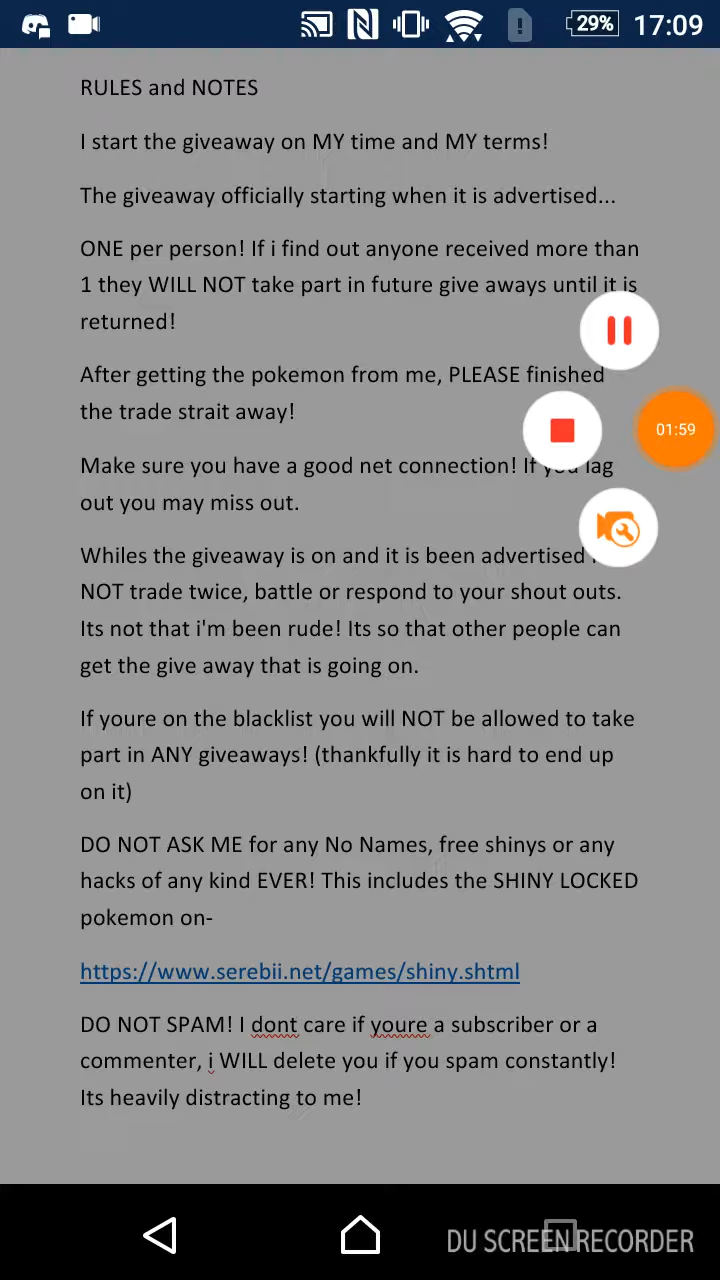 29% 17:09
RULES and NOTES
I start the giveaway on MY time and MY terms!
The giveaway officially starting when it is advertised...
ONE per person! If i find out anyone received more than
1 they WILL NOT take part in future give aways until it is
returned!
After getting the pokemon from me, PLEASE finished
the trade strait away!
01:59
Make sure you have a good net connection! If you lag
out you may miss out.
Whiles the giveaway is on and it is been advertised
NOT trade twice, battle or respond to your shout outs.
Its not that i'm been rude! Its so that other people can
get the give away that is going on.
If youre on the blacklist you will NOT be allowed to take
part in ANY giveaways! (thankfully it is hard to end up
on it)
DO NOT ASK ME for any No Names, free shinys or any
hacks of any kind EVER! This includes the SHINY LOCKED
pokemon on-
https://www.serebii.net/games/shiny.shtml
DO NOT SPAM! I dont care if youre a subscriber or a
commenter, i WILL delete you if you spam constantly!
Its heavily distracting to me!
DU SCREEN RECORDER